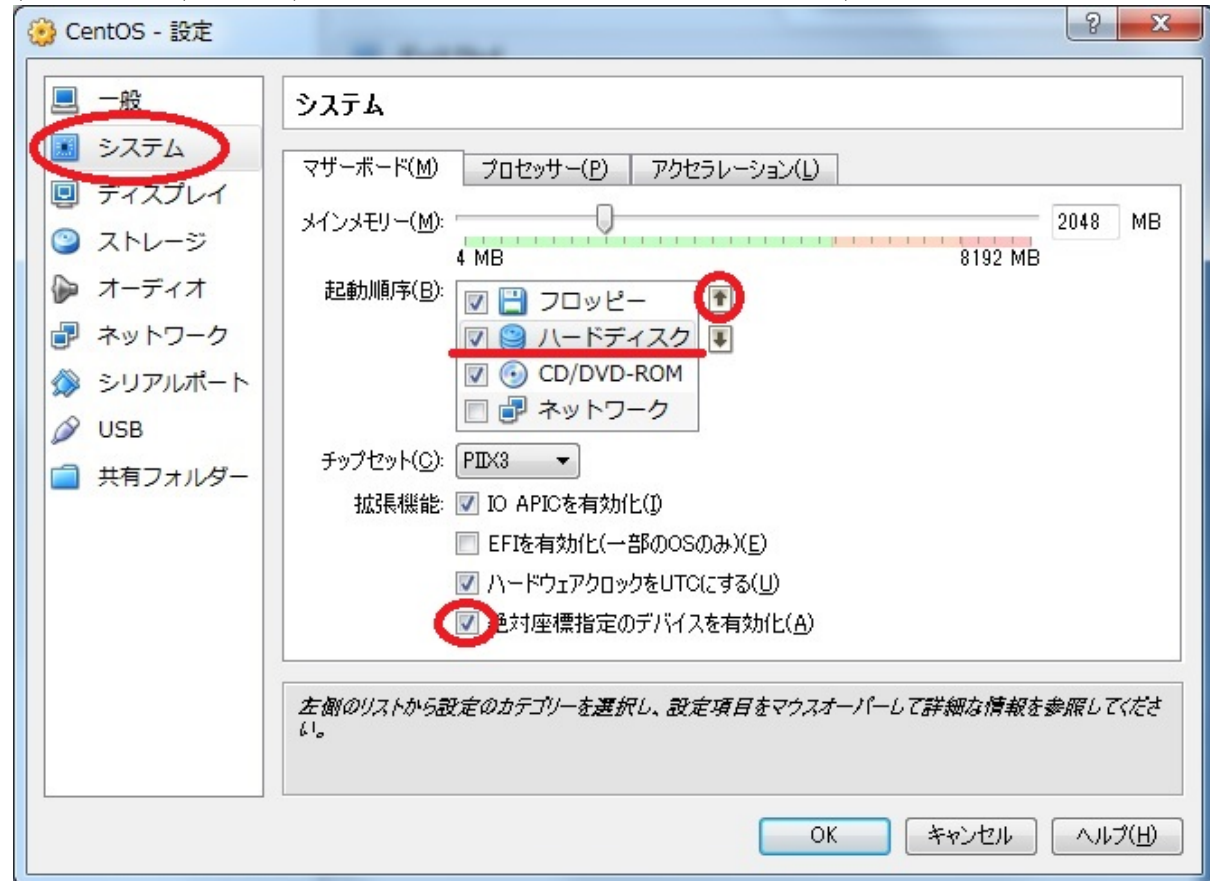 CentOS - 設定
一般
システム
ディスプレイ
ストレージ
オーディオ
ネットワーク
シリアルポート
USB
共有フォルダー
システム
マザーボード(M) プロセッサー(P) アクセラレーション(L)
メインメモリー(M): 2048 MB
4 MB 8192 MB
起動順序(B):
フロッピー
ハードディスク
CD/DVD-ROM
ネットワーク
チップセット(C): PIIX3
拡張機能: IO APICを有効化(I)
EFIを有効化(一部のOSのみ)(E)
ハードウェアクロックをUTCにする(U)
絶対座標指定のデバイスを有効化(A)
左側のリストから設定のカテゴリーを選択し、設定項目をマウスオーバーして詳細な情報を参照してくださ
い。
OK キャンセル ヘルプ(H)